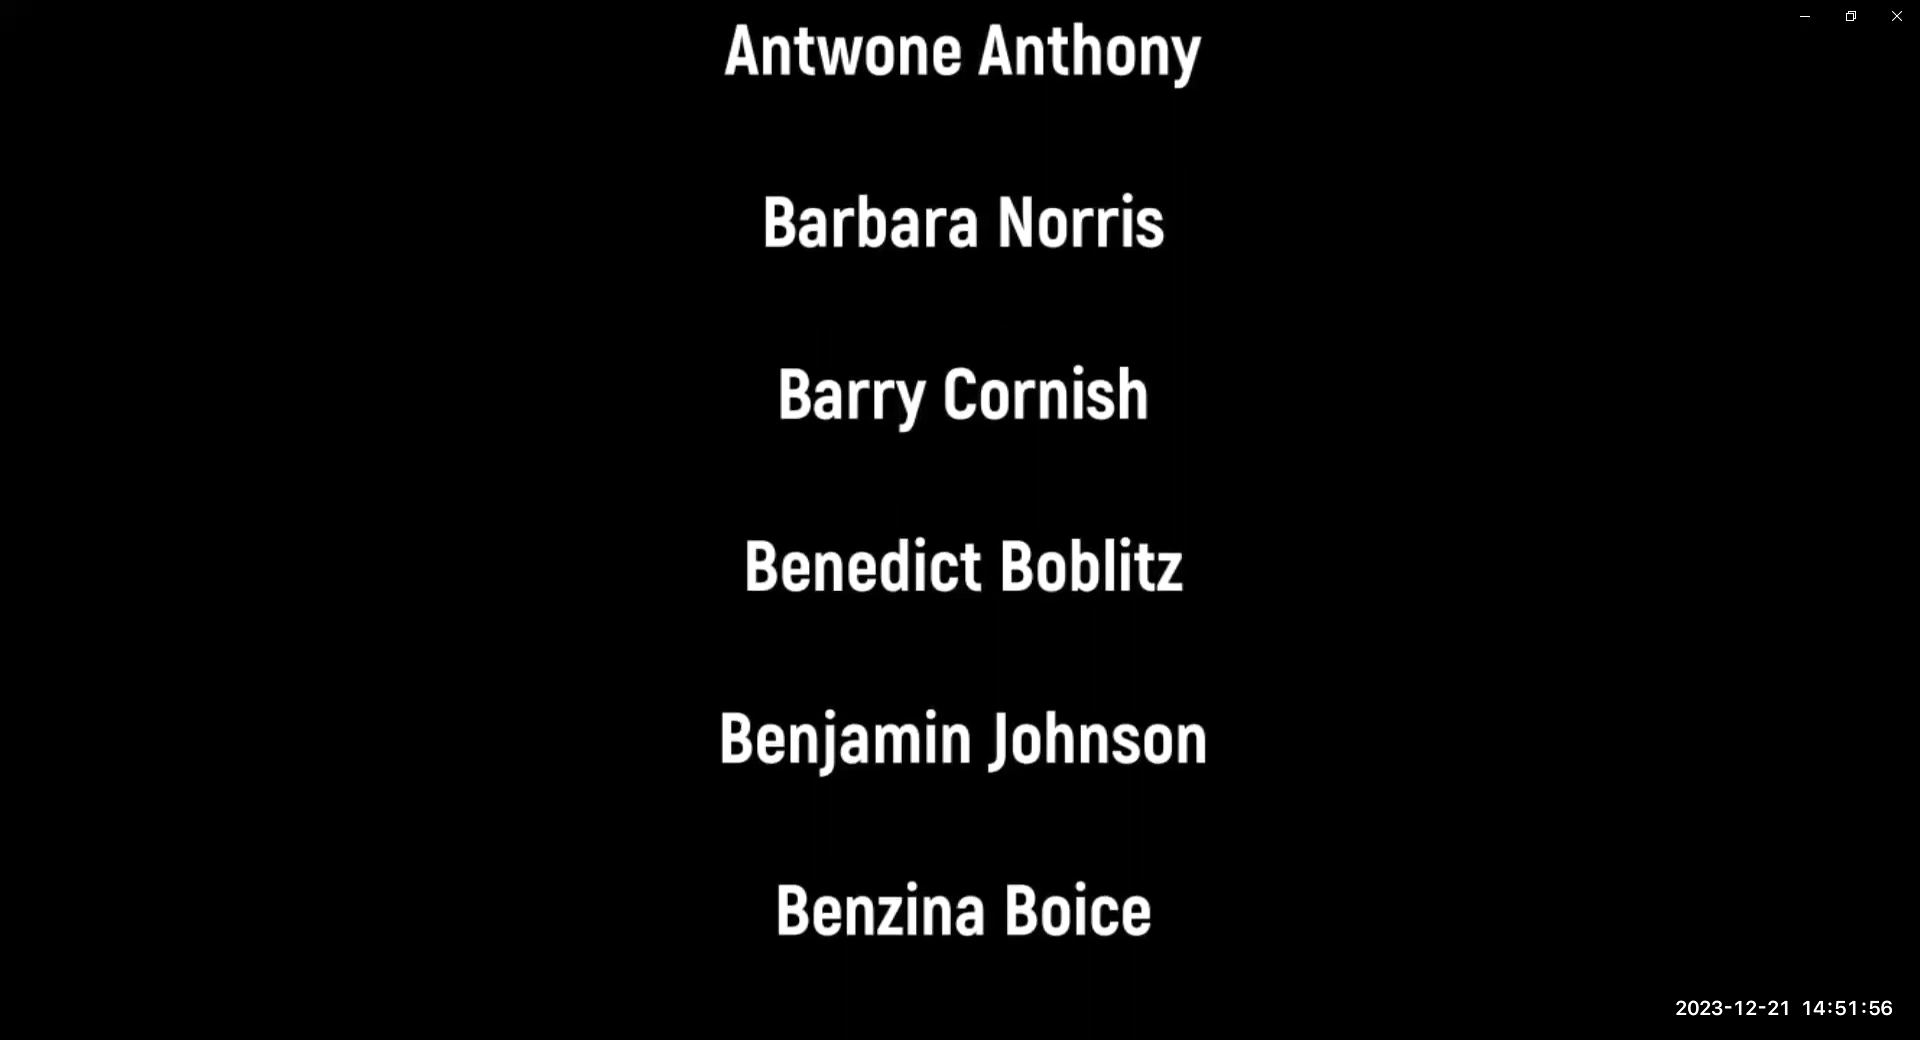 Antwone Anthony
Barbara Norris
Barry Cornish
Benedict Boblitz
Benjamin Johnson
Benzina Boice
2023-12-21 14:51:56